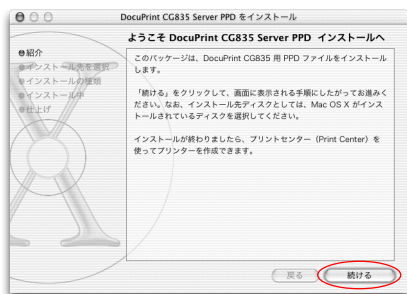 DocuPrint CG835 Server PPD をインストール
ようこそ DocuPrint CG835 Server PPD インストールへ
紹介
インストール先を選択
インストールの種類
インストール中
仕上げ
このパッケージは、DocuPrint CG835 用 PPD ファイルをインストール
します。
「続ける」をクリックして、画面に表示される手順にしたがってお進みく
ださい。なお、インストール先ディスクとしては、Mac OS X がインス
トールされているディスクを選択してください。
インストールが終わりましたら、プリントセンター（Print Center）を
使ってプリンターを作成できます。
戻る
続ける